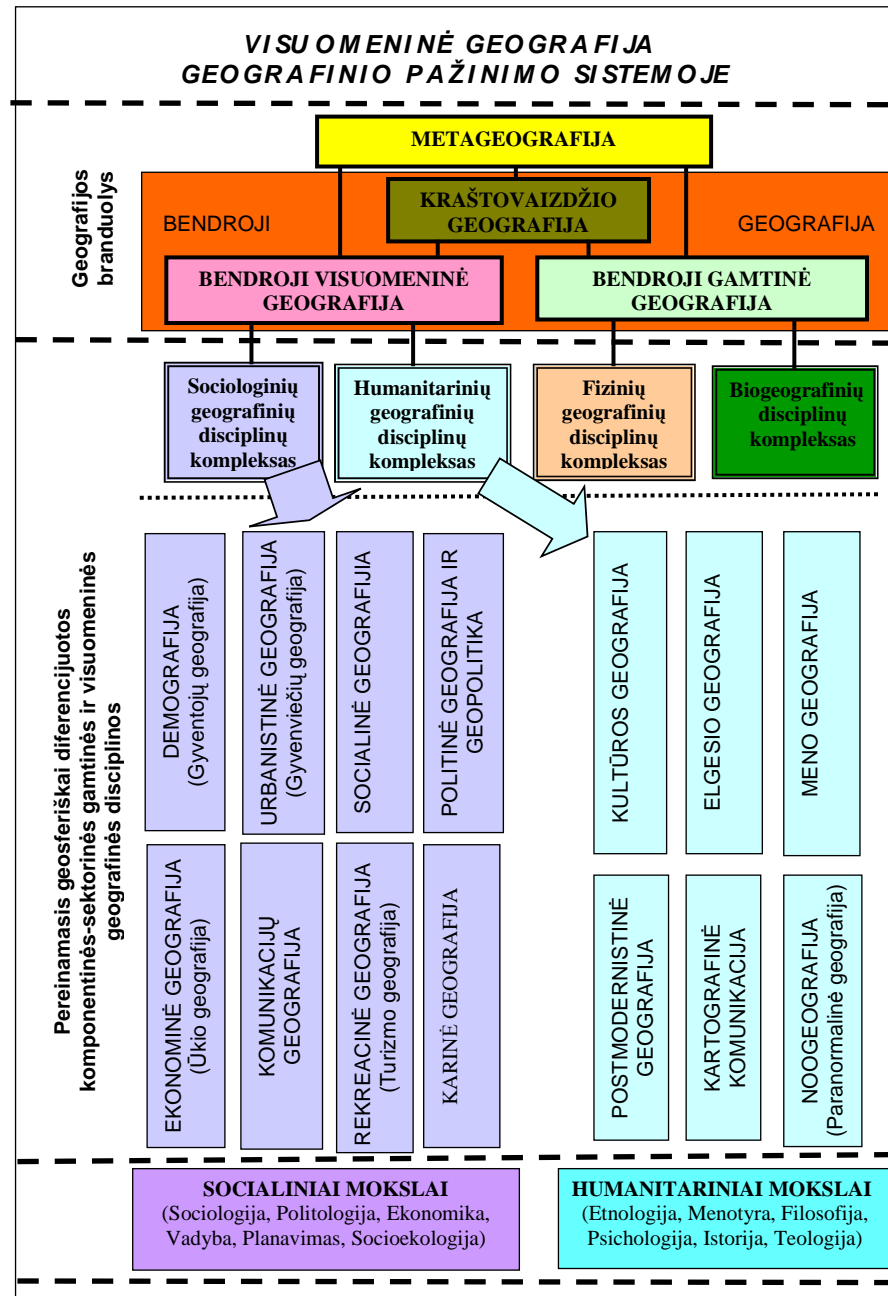 VISUOMENINĖ GEOGRAFIJA
GEOGRAFINIO PAŽINIMO SISTEMOJE
Geografijos
branduolys
METAGEOGRAFIJA
KRAŠTOVAIZDŽIO
GEOGRAFIJA
BENDROJI
GEOGRAFIJA
BENDROJI VISUOMENINĖ
GEOGRAFIJA
BENDROJI GAMTINĖ
GEOGRAFIJA
Pereinamasis geosferiškai diferencijuotos
komponentinės-sektorinės gamtinės ir visuomeninės
geografinės disciplinos
Sociologinių
geografinių
disciplinų
kompleksas
Humanitarinių
geografinių
disciplinų
kompleksas
Fizinių
geografinių
disciplinų
kompleksas
Biogeografinių
disciplinų
kompleksas
DEMOGRAFIJA
(Gyventojų geografija)
URBANISTINĖ GEOGRAFIJA
(Gyvenviečių geografija)
SOCIALINĖ GEOGRAFIJA
POLITINĖ GEOGRAFIJA IR
GEOPOLITIKA
KULTŪROS GEOGRAFIJA
ELGESIO GEOGRAFIJA
MENO GEOGRAFIJA
EKONOMINĖ GEOGRAFIJA
(Ūkio geografija)
KOMUNIKACIJŲ
GEOGRAFIJA
REKREACINĖ GEOGRAFIJA
(Turizmo geografija)
KARINĖ GEOGRAFIJA
POSTMODERNISTINĖ
GEOGRAFIJA
KARTOGRAFINĖ
KOMUNIKACIJA
NOOGEOGRAFIJA
(Paranormalinė geografija)
SOCIALINIAI MOKSLAI
(Sociologija, Politologija, Ekonomika,
Vadyba, Planavimas, Socioekologija)
HUMANITARINIAI MOKSLAI
(Etnologija, Menotyra, Filosofija,
Psichologija, Istorija, Teologija)